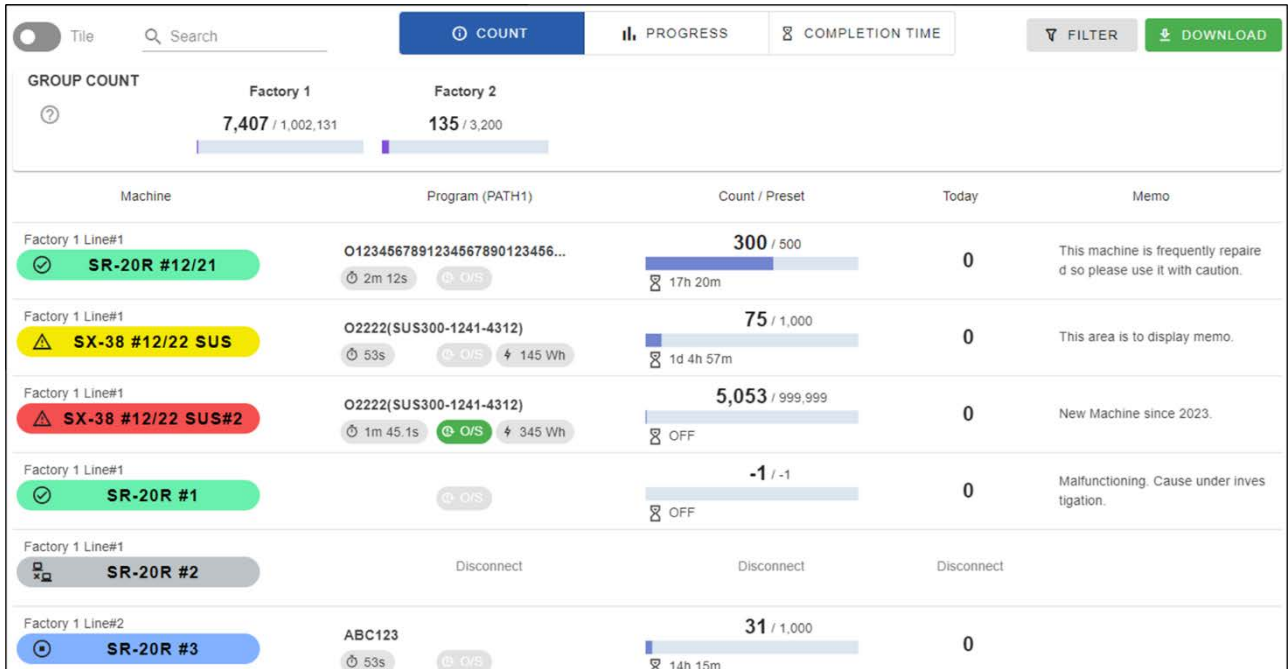 Tile
Search
COUNT
PROGRESS
COMPLETION TIME
FILTER
DOWNLOAD
GROUP COUNT
Factory 1
7,407 / 1,002,131
Factory 2
135 / 3,200
Machine
Program (PATH1)
Count / Preset
Today
Memo
Factory 1 Line#1
SR-20R #12/21
O1234567891234567890123456...
2m 12s
O/S
300 / 500
17h 20m
0
This machine is frequently repaire
d so please use it with caution.
Factory 1 Line#1
SX-38 #12/22 SUS
O2222(SUS300-1241-4312)
53s
O/S
145 Wh
75 / 1,000
1d 4h 57m
0
This area is to display memo.
Factory 1 Line#1
SX-38 #12/22 SUS#2
O2222(SUS300-1241-4312)
1m 45.1s
O/S
345 Wh
5,053 / 999,999
OFF
0
New Machine since 2023.
Factory 1 Line#1
SR-20R #1
O/S
-1 / -1
OFF
0
Malfunctioning. Cause under inves
tigation.
Factory 1 Line#1
SR-20R #2
Disconnect
Disconnect
Disconnect
Factory 1 Line#2
SR-20R #3
ABC123
53s
O/S
31 / 1,000
14h 15m
0